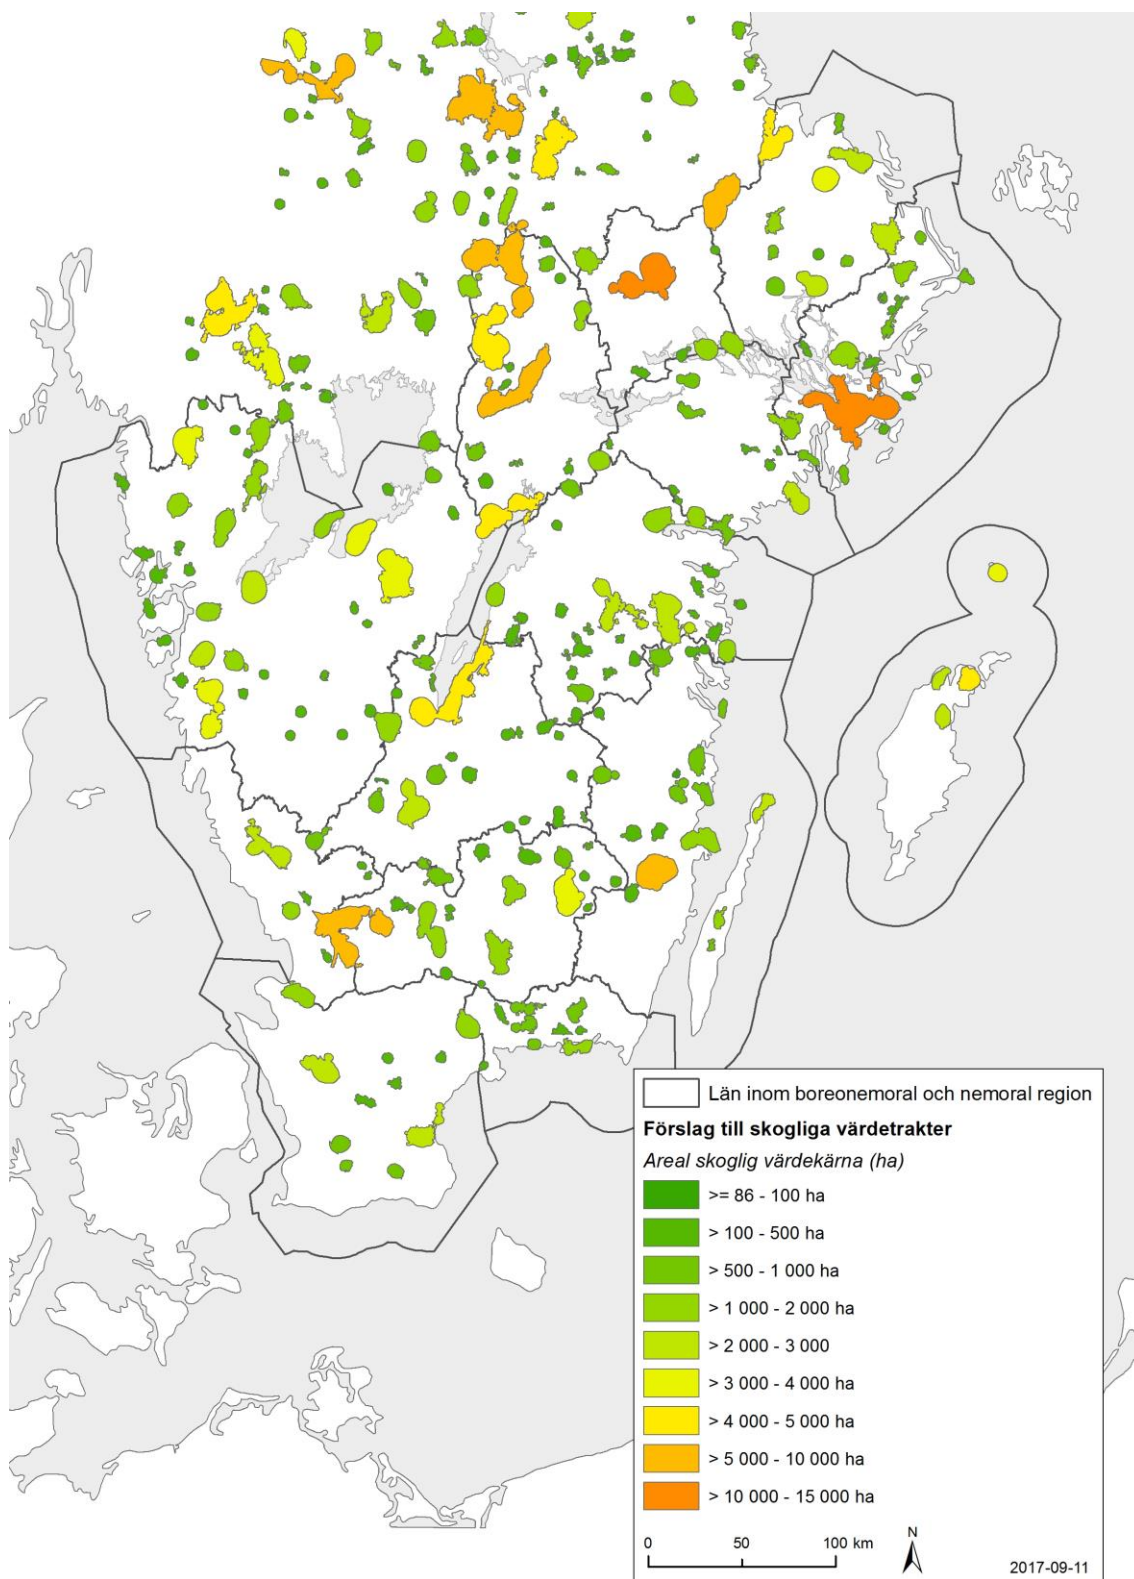 Län inom boreonemoral och nemoral region
Förslag till skogliga värdetrakter
Areal skoglig värdekärna (ha)
>= 86 - 100 ha
> 100 - 500 ha
> 500 - 1 000 ha
> 1 000 - 2 000 ha
> 2 000 - 3 000
> 3 000 - 4 000 ha
> 4 000 - 5 000 ha
> 5 000 - 10 000 ha
> 10 000 - 15 000 ha
0 50 100 km
N
2017-09-11